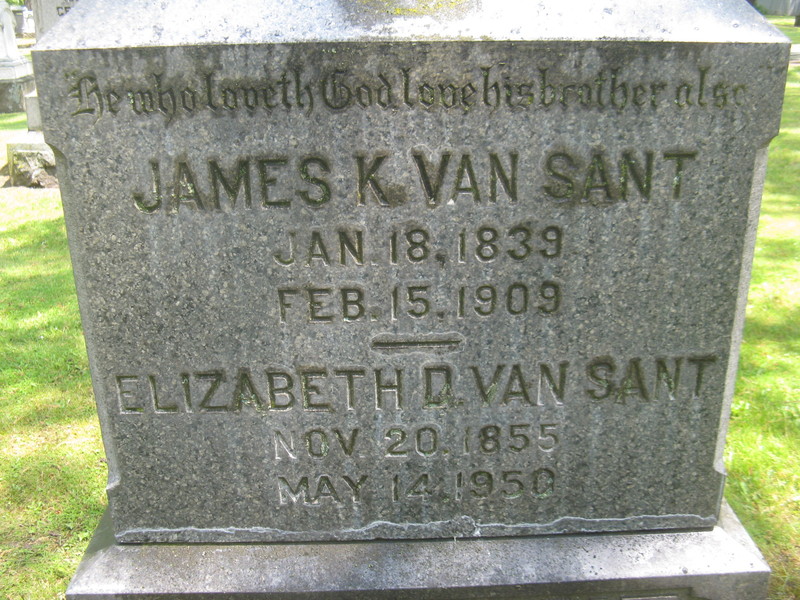 He who loveth God love his brother also
JAMES K. VAN SANT
JAN. 18, 1839
FEB. 15, 1909
ELIZABETH D. VAN SANT
NOV. 20, 1855
MAY 14, 1950